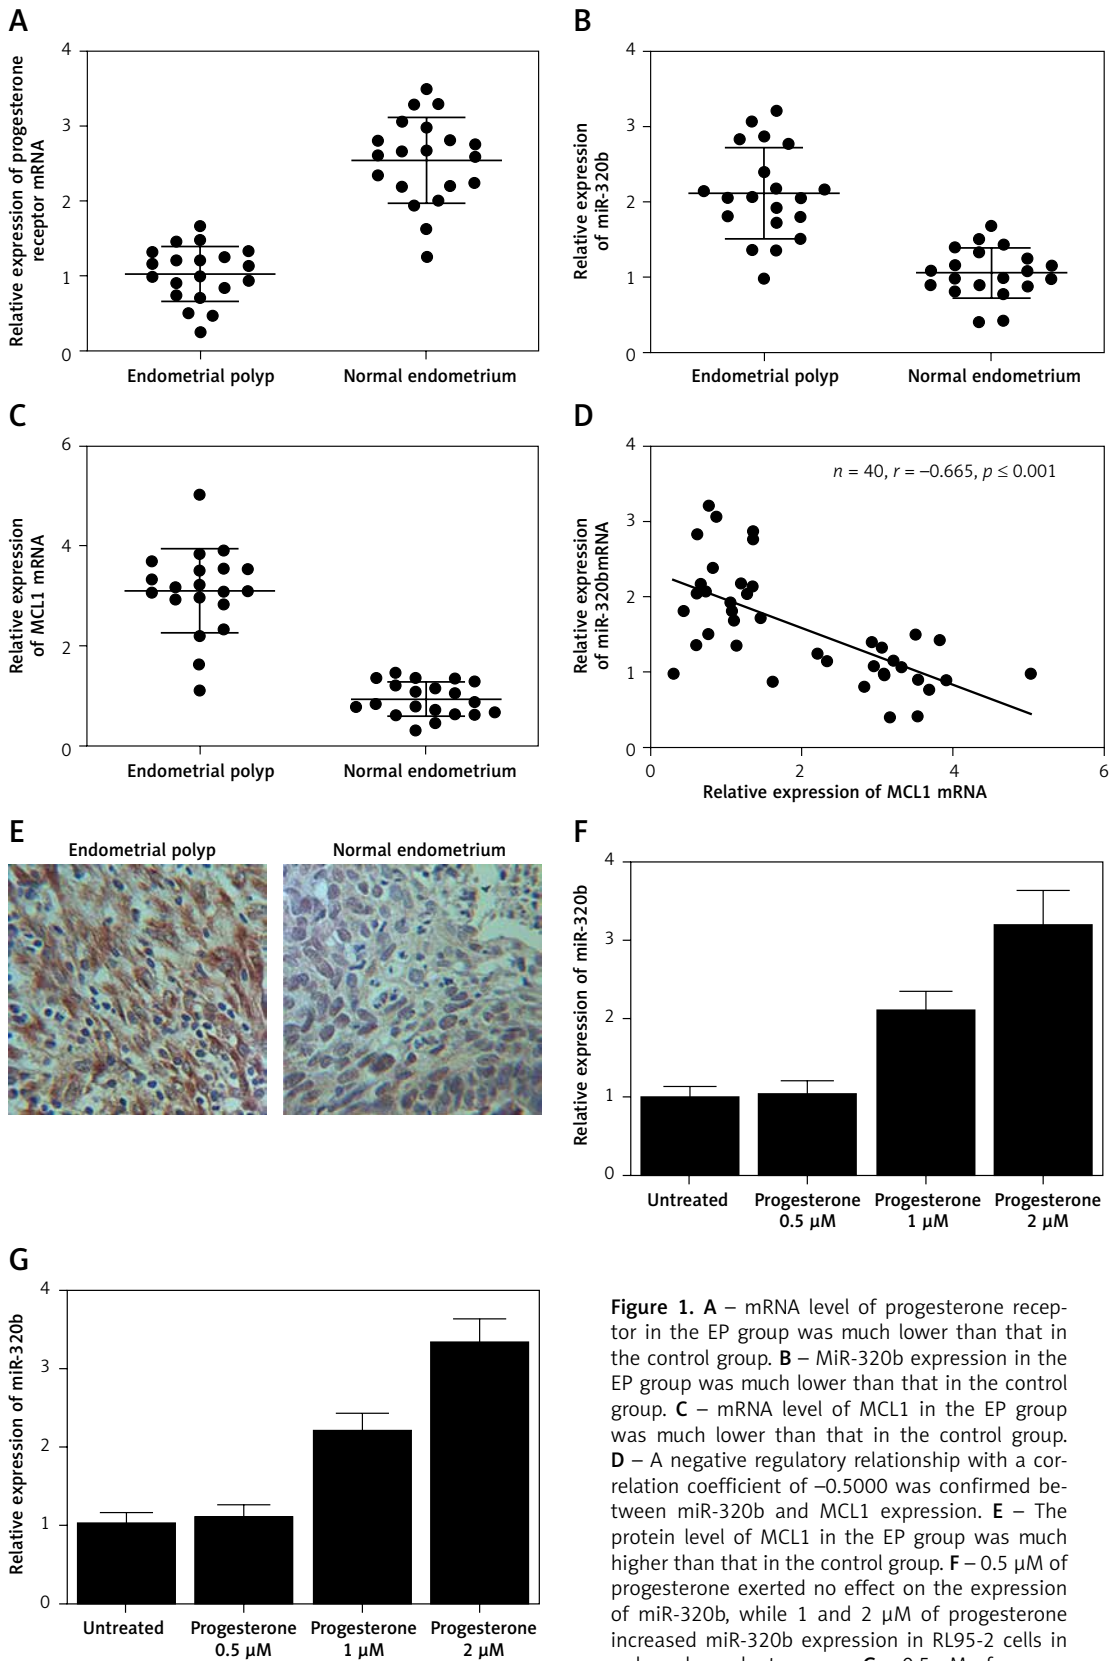 A
Relative expression of progesterone
receptor mRNA
4
3
2
1
0
Endometrial polyp
Normal endometrium
B
Relative expression
of miR-320b
4
3
2
1
0
Endometrial polyp
Normal endometrium
C
Relative expression
of MCL1 mRNA
6
4
2
0
Endometrial polyp
Normal endometrium
D
Relative expression
of miR-320bmRNA
4
3
2
1
0
n = 40, r = –0.665, p ≤ 0.001
0
2
4
6
Relative expression of MCL1 mRNA
E
Endometrial polyp
Normal endometrium
F
Relative expression of miR-320b
4
3
2
1
0
Untreated
Progesterone
0.5 µM
Progesterone
1 µM
Progesterone
2 µM
G
Relative expression of miR-320b
4
3
2
1
0
Untreated
Progesterone
0.5 µM
Progesterone
1 µM
Progesterone
2 µM
Figure 1. A – mRNA level of progesterone recep-
tor in the EP group was much lower than that in
the control group. B – MiR-320b expression in the
EP group was much lower than that in the control
group. C – mRNA level of MCL1 in the EP group
was much lower than that in the control group.
D – A negative regulatory relationship with a cor-
relation coefficient of –0.5000 was confirmed be-
tween miR-320b and MCL1 expression. E – The
protein level of MCL1 in the EP group was much
higher than that in the control group. F – 0.5 µM of
progesterone exerted no effect on the expression
of miR-320b, while 1 and 2 µM of progesterone
increased miR-320b expression in RL95-2 cells in